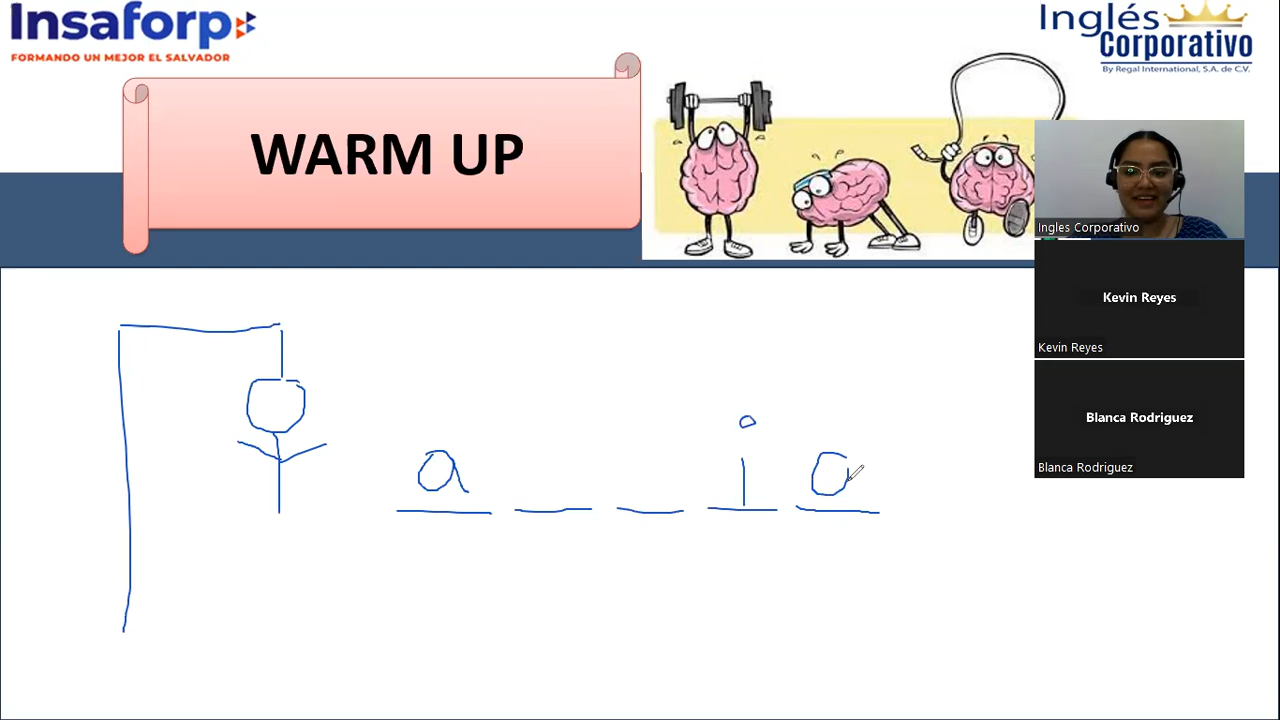 Insaforp
FORMANDO UN MEJOR EL SALVADOR
Inglés
Corporativo
By Regal International, S.A. de C.V.
WARM UP
Ingles Corporativo
Kevin Reyes
Kevin Reyes
Blanca Rodriguez
Blanca Rodriguez
a _ _ i o